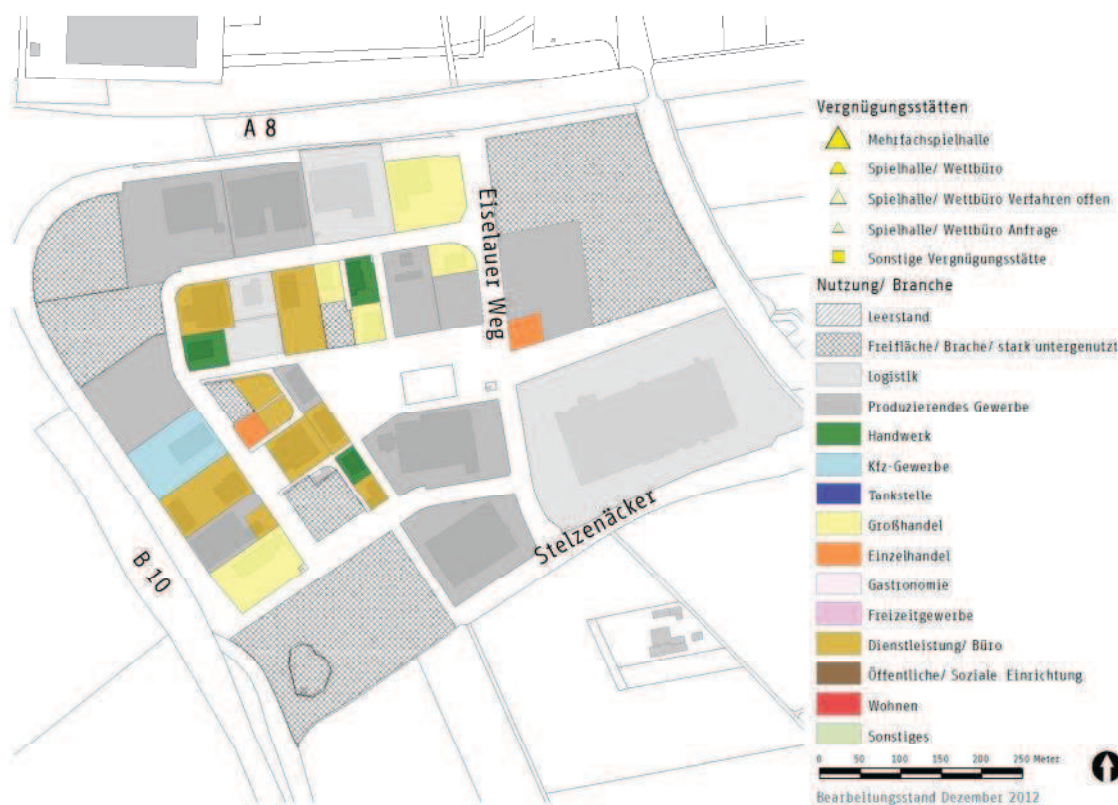 A 8
Eiselauer Weg
Stelzenäcker
B 10
Vergnügungsstätten
Mehrfachspielhalle
Spielhalle/ Wettbüro
Spielhalle/ Wettbüro Verfahren offen
Spielhalle/ Wettbüro Anfrage
Sonstige Vergnügungsstätte
Nutzung/ Branche
Leerstand
Freifläche/ Brache/ stark untergenutzt
Logistik
Produzierendes Gewerbe
Handwerk
Kfz-Gewerbe
Tankstelle
Großhandel
Einzelhandel
Gastronomie
Freizeitgewerbe
Dienstleistung/ Büro
Öffentliche/ Soziale Einrichtung
Wohnen
Sonstiges
0 50 100 150 200 250 Meter
Bearbeitungsstand Dezember 2012